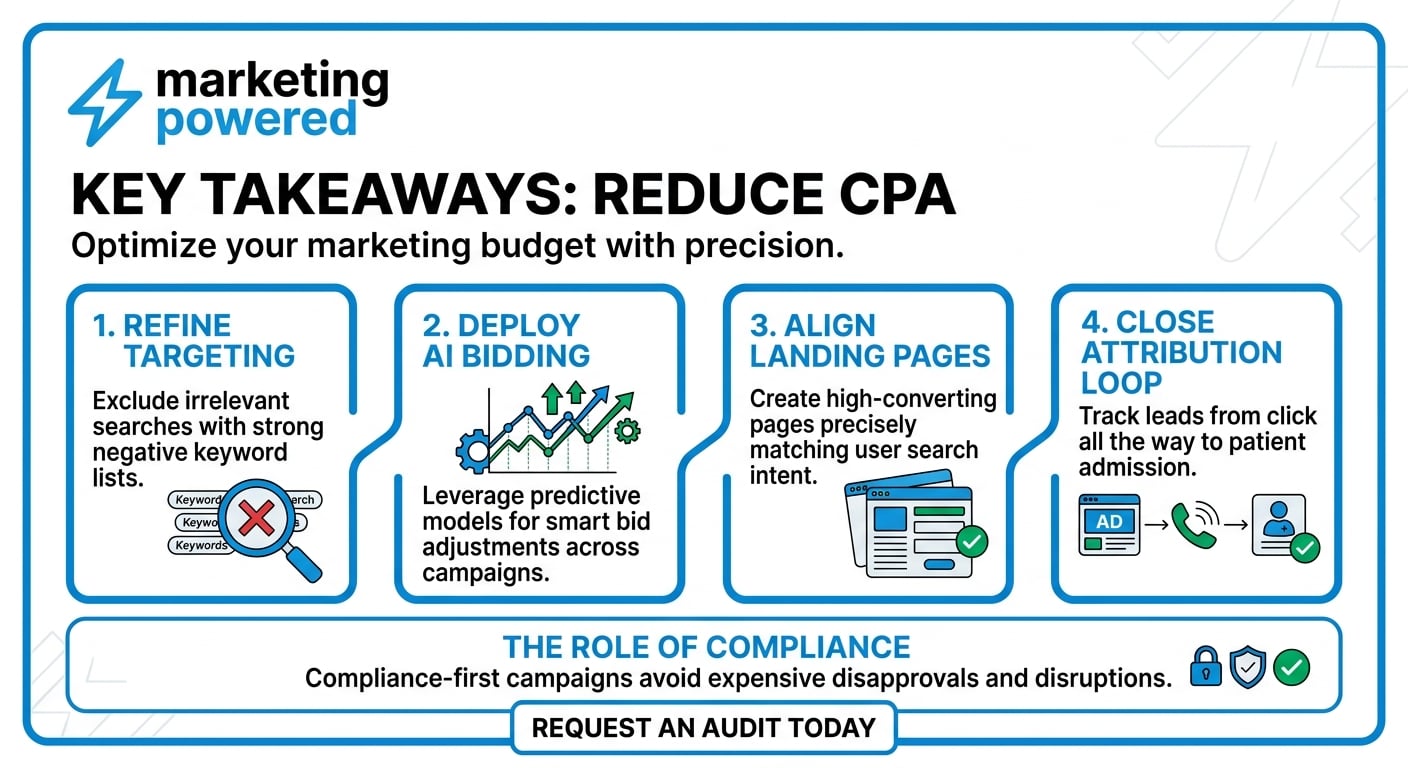 marketing
powered
KEY TAKEAWAYS: REDUCE CPA
Optimize your marketing budget with precision.
1. REFINE
TARGETING
Exclude irrelevant
searches with strong
negative keyword
lists.
Keyword
erch
Keywo
s
Keywords
2. DEPLOY
AI BIDDING
Leverage predictive
models for smart bid
adjustments across
campaigns.
3. ALIGN
LANDING PAGES
Create high-converting
pages precisely
matching user search
intent.
4. CLOSE
ATTRIBUTION
LOOP
Track leads from click
all the way to patient
admission.
AD
THE ROLE OF COMPLIANCE
Compliance-first campaigns avoid expensive disapprovals and disruptions.
REQUEST AN AUDIT TODAY